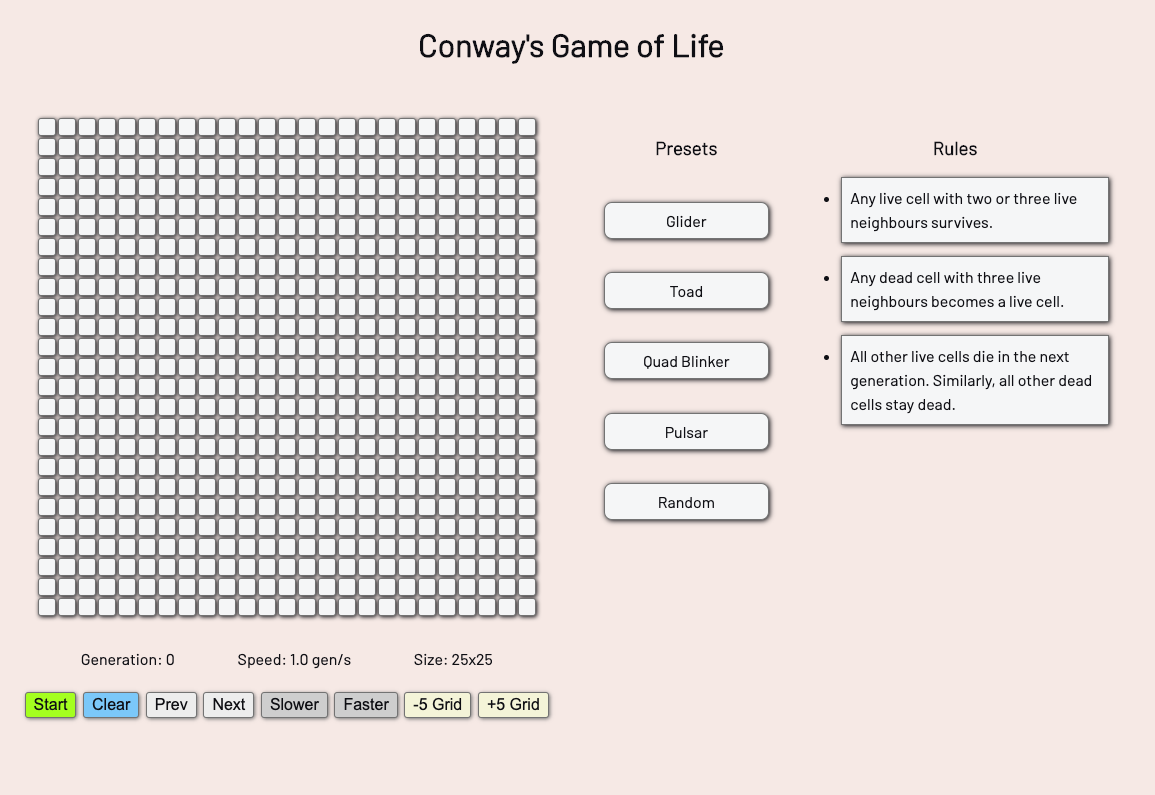 Conway's Game of Life
Presets
Glider
Toad
Quad Blinker
Pulsar
Random
Rules
Any live cell with two or three live
neighbours survives.
Any dead cell with three live
neighbours becomes a live cell.
All other live cells die in the next
generation. Similarly, all other dead
cells stay dead.
Generation: 0 Speed: 1.0 gen/s Size: 25x25
Start Clear Prev Next Slower Faster -5 Grid +5 Grid